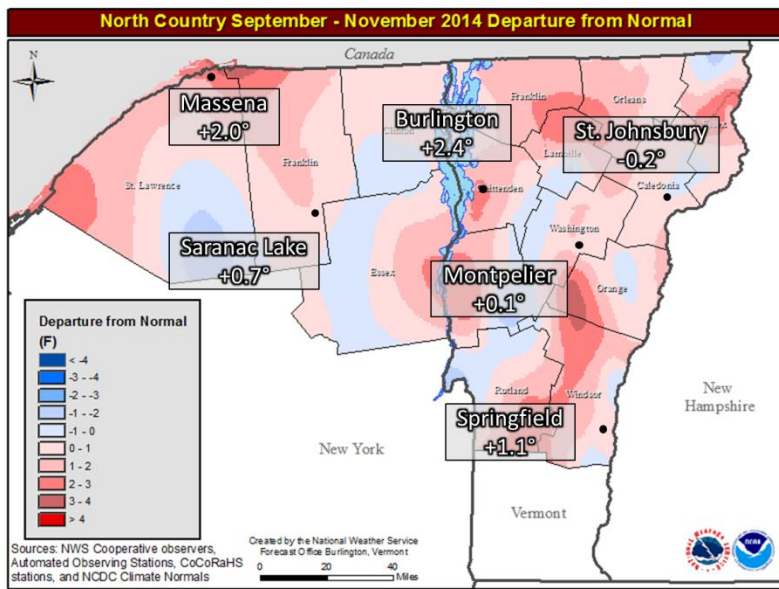 North Country September - November 2014 Departure from Normal
Canada
N
Massena
+2.0°
Burlington
+2.4°
St. Johnsbury
-0.2°
Franklin
Orleans
Franklin
St. Lawrence
Caledonia
Washington
Saranac Lake
+0.7°
Essex
Montpelier
+0.1°
Orange
Departure from Normal
(F)
< -4
-3 - -4
-2 - -3
-1 - -2
-1 - 0
0 - 1
1 - 2
2 - 3
3 - 4
> 4
Rutland
Windsor
Springfield
+1.1°
New York
New
Hampshire
Vermont
Sources: NWS Cooperative observers,
Automated Observing Stations, CoCoRaHS
stations, and NCDC Climate Normals
Created by the National Weather Service
Forecast Office Burlington, Vermont
0 20 40
Miles
NOAA